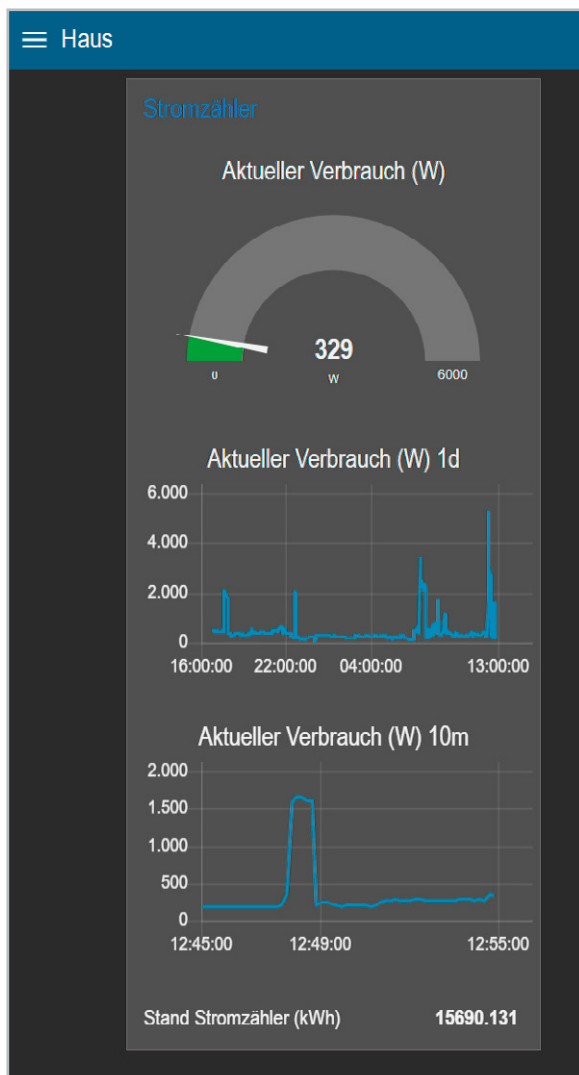 Haus
Stromzähler
Aktueller Verbrauch (W)
329
0 W 6000
Aktueller Verbrauch (W) 1d
6.000
4.000
2.000
0
16:00:00 22:00:00 04:00:00 13:00:00
Aktueller Verbrauch (W) 10m
2.000
1.500
1.000
500
0
12:45:00 12:49:00 12:55:00
Stand Stromzähler (kWh) 15690.131